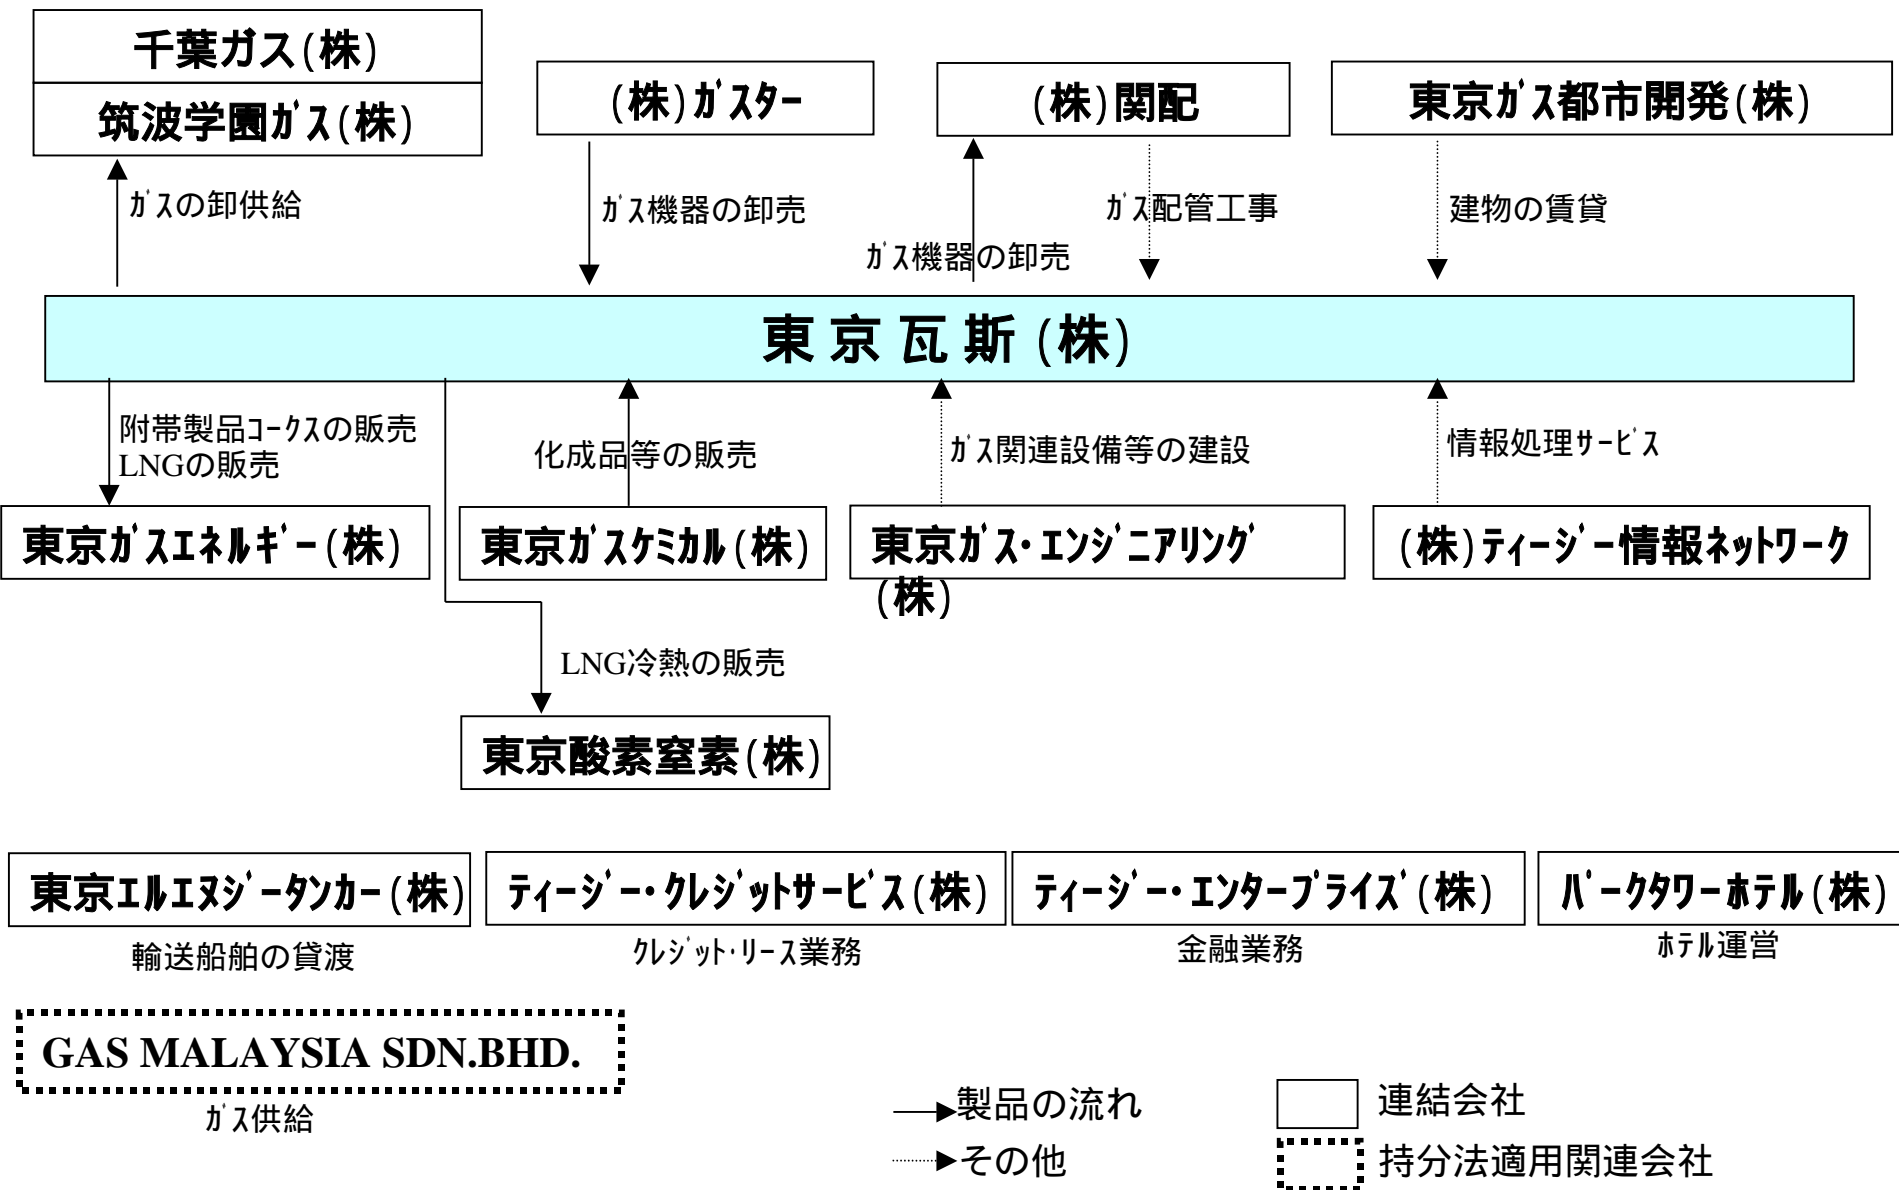 千葉ガス(株)
筑波学園ｶﾞｽ(株)
(株)ｶﾞｽﾀｰ
(株)関配
東京ｶﾞｽ都市開発(株)
ｶﾞｽの卸供給
ｶﾞｽ機器の卸売
ｶﾞｽ機器の卸売
ｶﾞｽ配管工事
建物の賃貸
東京瓦斯(株)
附帯製品ｺｰｸｽの販売
LNGの販売
化成品等の販売
ｶﾞｽ関連設備等の建設
情報処理ｻｰﾋﾞｽ
東京ｶﾞｽｴﾈﾙｷﾞｰ(株)
東京ｶﾞｽｹﾐｶﾙ(株)
東京ｶﾞｽ･ｴﾝｼﾞﾆｱﾘﾝｸﾞ
(株)
(株)ﾃｨｰｼﾞｰ情報ﾈｯﾄﾜｰｸ
LNG冷熱の販売
東京酸素窒素(株)
東京ｴﾙｴﾇｼﾞｰﾀﾝｶｰ(株)
ﾃｨｰｼﾞｰ･ｸﾚｼﾞｯﾄｻｰﾋﾞｽ(株)
ﾃｨｰｼﾞｰ･ｴﾝﾀｰﾌﾟﾗｲｽﾞ(株)
ﾊﾟｰｸﾀﾜｰﾎﾃﾙ(株)
輸送船舶の貸渡
ｸﾚｼﾞｯﾄ･ﾘｰｽ業務
金融業務
ﾎﾃﾙ運営
GAS MALAYSIA SDN.BHD.
ｶﾞｽ供給
製品の流れ
連結会社
その他
持分法適用関連会社